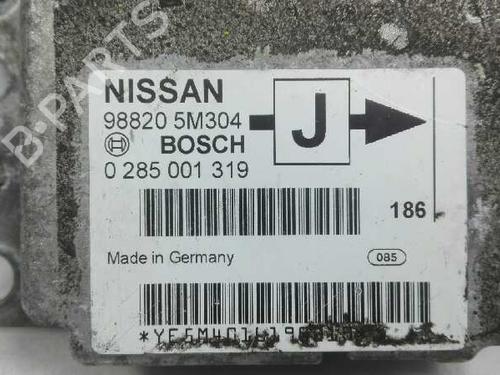 NISSAN
98820 5M304
J
BOSCH
0 285 001 319
186
Made in Germany
085
B-PARTS